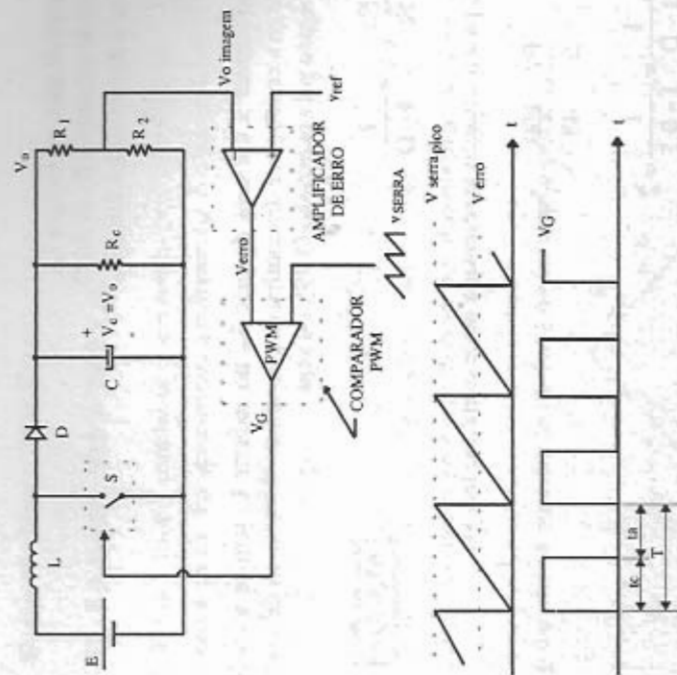 E
L
S
D
C
+
Vc = Vo
Rc
Vo
R1
R2
Vo imagem
Vref
AMPLIFICADOR
DE ERRO
Verro
PWM
VG
COMPARADOR
PWM
v SERRA
V serra pico
V erro
t
VG
t
tc
ta
T